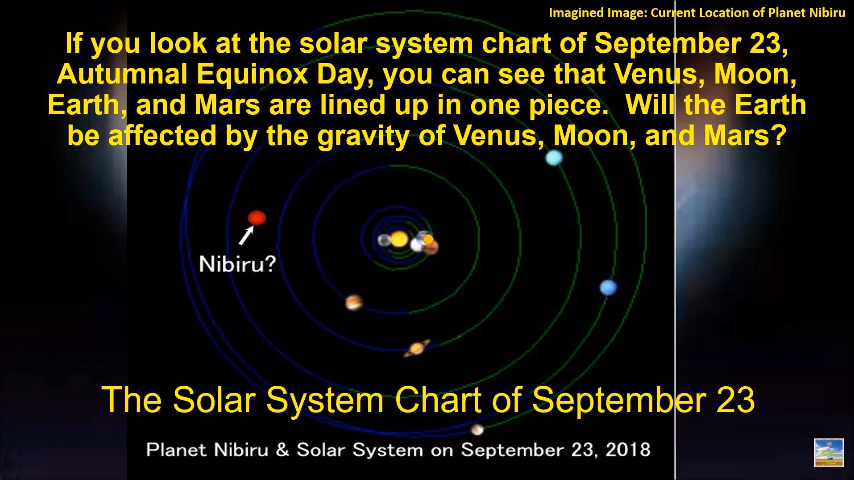 Imagined Image: Current Location of Planet Nibiru
If you look at the solar system chart of September 23,
Autumnal Equinox Day, you can see that Venus, Moon,
Earth, and Mars are lined up in one piece.  Will the Earth
be affected by the gravity of Venus, Moon, and Mars?
Nibiru?
The Solar System Chart of September 23
Planet Nibiru & Solar System on September 23, 2018